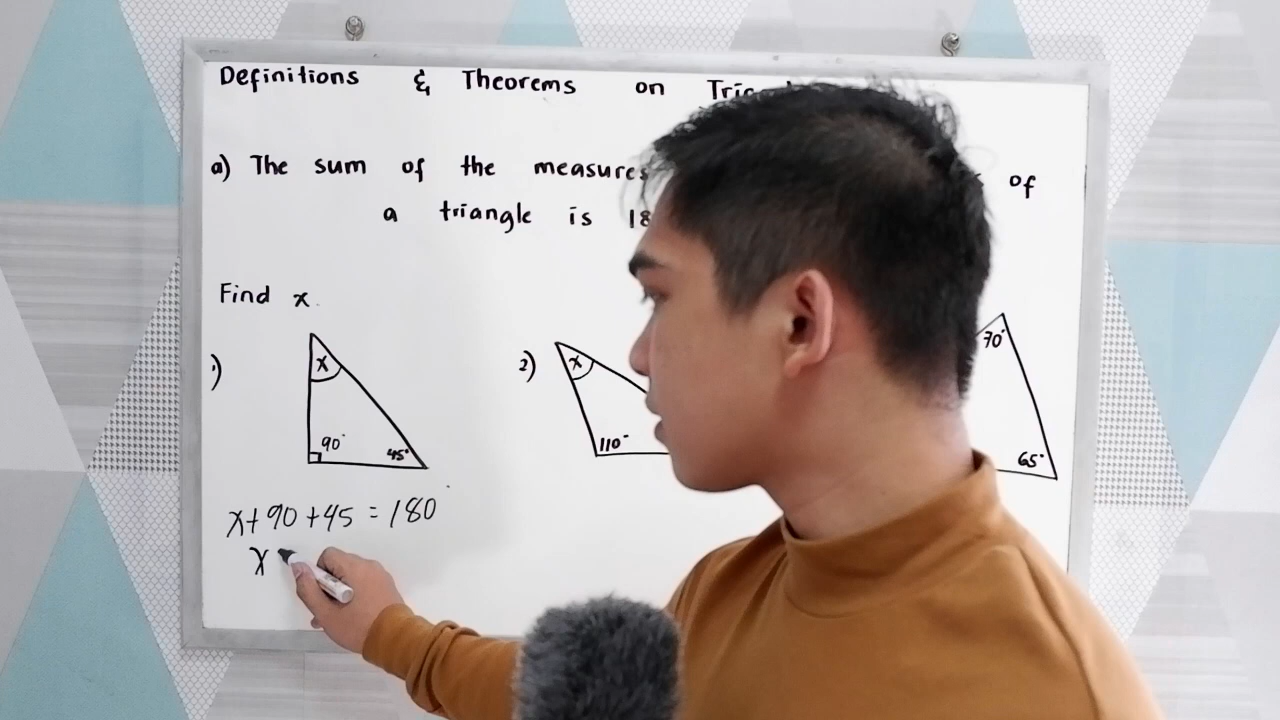 Definitions & Theorems on
a) The sum of the measures of
a triangle is
Find x
)
x
90°
45°
x + 90 + 45 = 180
x
2)
x
110°
70°
65°